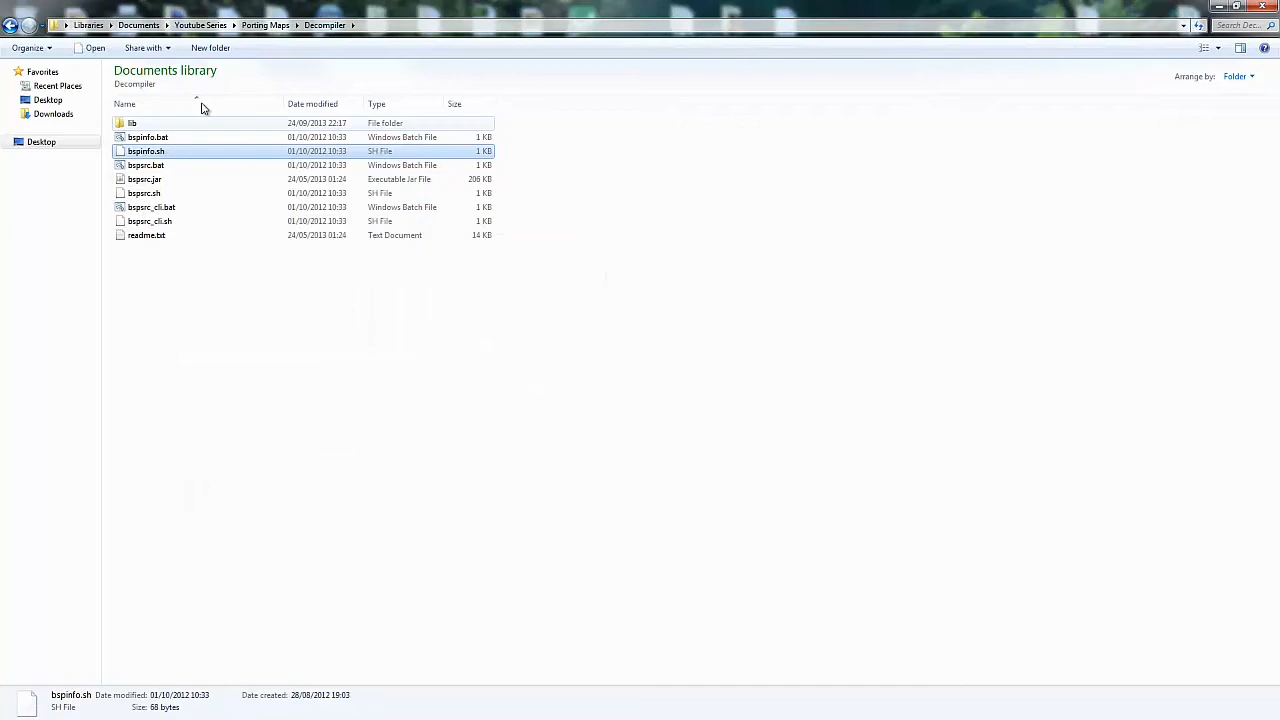 Libraries Documents Youtube Series Porting Maps Decompiler Search Dec...
Organize Open Share with New folder
Favorites
Recent Places
Desktop
Downloads
Desktop
Documents library
Decompiler
Arrange by: Folder
Name Date modified Type Size
lib 24/09/2013 22:17 File folder
bspinfo.bat 01/10/2012 10:33 Windows Batch File 1 KB
bspinfo.sh 01/10/2012 10:33 SH File 1 KB
bspsrc.bat 01/10/2012 10:33 Windows Batch File 1 KB
bspsrc.jar 24/05/2013 01:24 Executable Jar File 206 KB
bspsrc.sh 01/10/2012 10:33 SH File 1 KB
bspsrc_cli.bat 01/10/2012 10:33 Windows Batch File 1 KB
bspsrc_cli.sh 01/10/2012 10:33 SH File 1 KB
readme.txt 24/05/2013 01:24 Text Document 14 KB
bspinfo.sh Date modified: 01/10/2012 10:33 Date created: 28/08/2012 19:03
SH File Size: 68 bytes